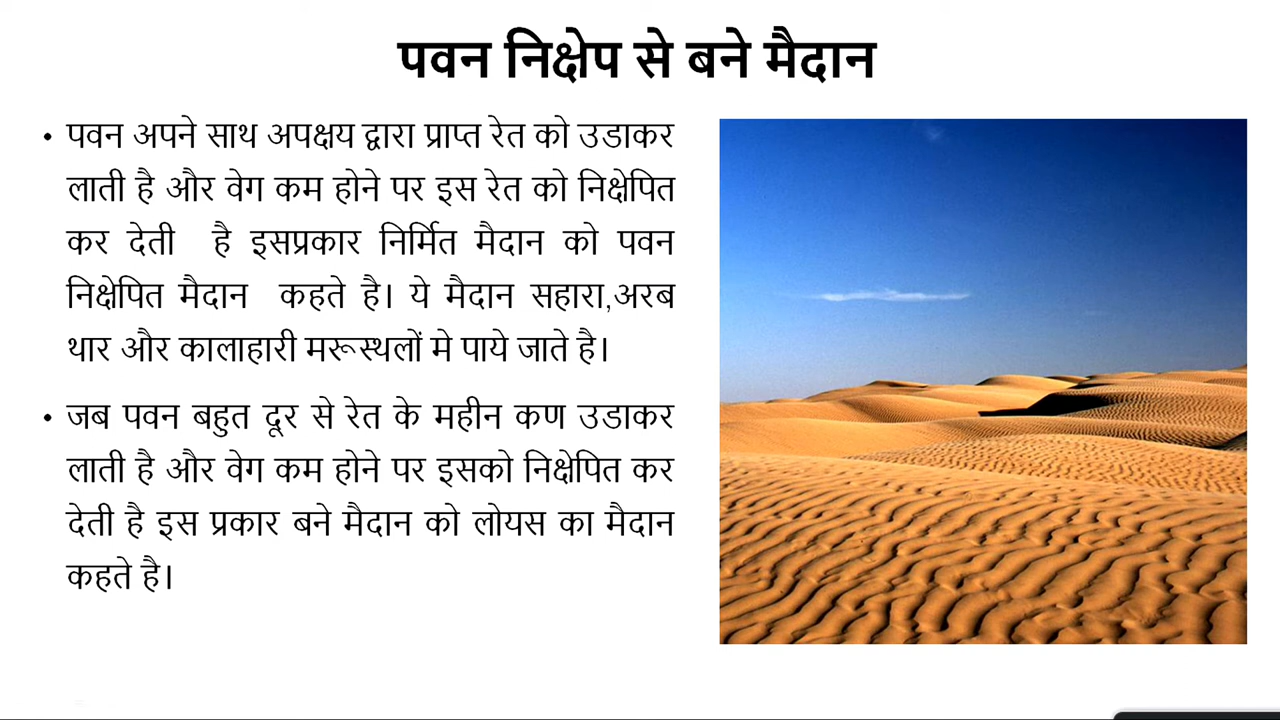 पवन निक्षेप से बने मैदान
• पवन अपने साथ अपक्षय द्वारा प्राप्त रेत को उडाकर
लाती है और वेग कम होने पर इस रेत को निक्षेपित
कर देती है इसप्रकार निर्मित मैदान को पवन
निक्षेपित मैदान कहते है। ये मैदान सहारा,अरब
थार और कालाहारी मरूस्थलों मे पाये जाते है।
• जब पवन बहुत दूर से रेत के महीन कण उडाकर
लाती है और वेग कम होने पर इसको निक्षेपित कर
देती है इस प्रकार बने मैदान को लोयस का मैदान
कहते है।